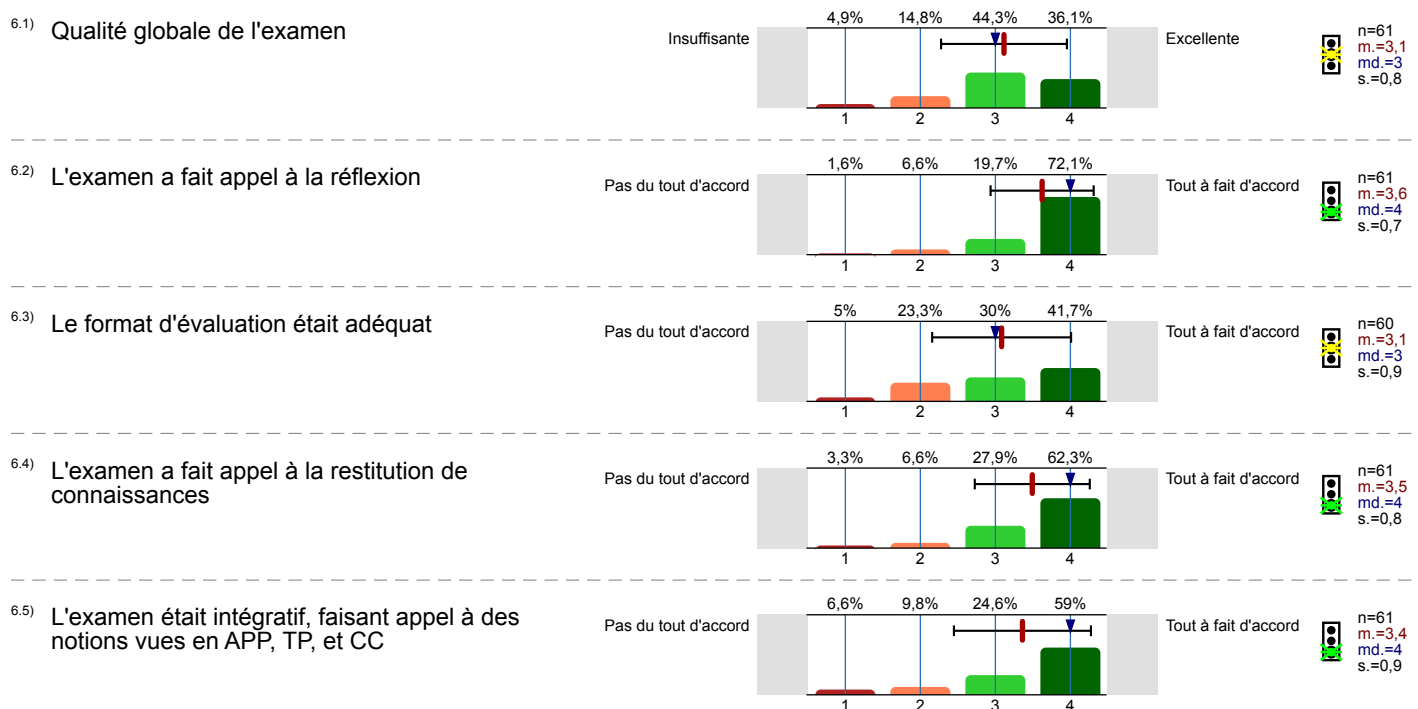 6.1) Qualité globale de l'examen
4,9% 14,8% 44,3% 36,1%
Insuffisante
Excellente
1 2 3 4
n=61
m.=3,1
md.=3
s.=0,8
6.2) L'examen a fait appel à la réflexion
1,6% 6,6% 19,7% 72,1%
Pas du tout d'accord
Tout à fait d'accord
1 2 3 4
n=61
m.=3,6
md.=4
s.=0,7
6.3) Le format d'évaluation était adéquat
5% 23,3% 30% 41,7%
Pas du tout d'accord
Tout à fait d'accord
1 2 3 4
n=60
m.=3,1
md.=3
s.=0,9
6.4) L'examen a fait appel à la restitution de
connaissances
3,3% 6,6% 27,9% 62,3%
Pas du tout d'accord
Tout à fait d'accord
1 2 3 4
n=61
m.=3,5
md.=4
s.=0,8
6.5) L'examen était intégratif, faisant appel à des
notions vues en APP, TP, et CC
6,6% 9,8% 24,6% 59%
Pas du tout d'accord
Tout à fait d'accord
1 2 3 4
n=61
m.=3,4
md.=4
s.=0,9